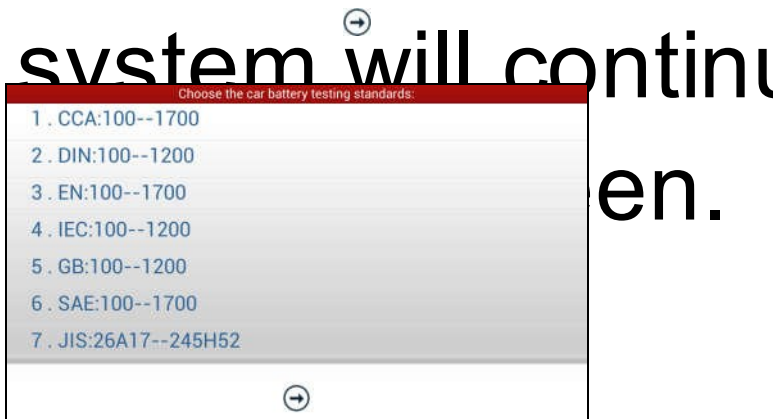 system will continu
Choose the car battery testing standards:
1 . CCA:100--1700
2 . DIN:100--1200
3 . EN:100--1700
een.
4 . IEC:100--1200
5 . GB:100--1200
6 . SAE:100--1700
7 . JIS:26A17--245H52